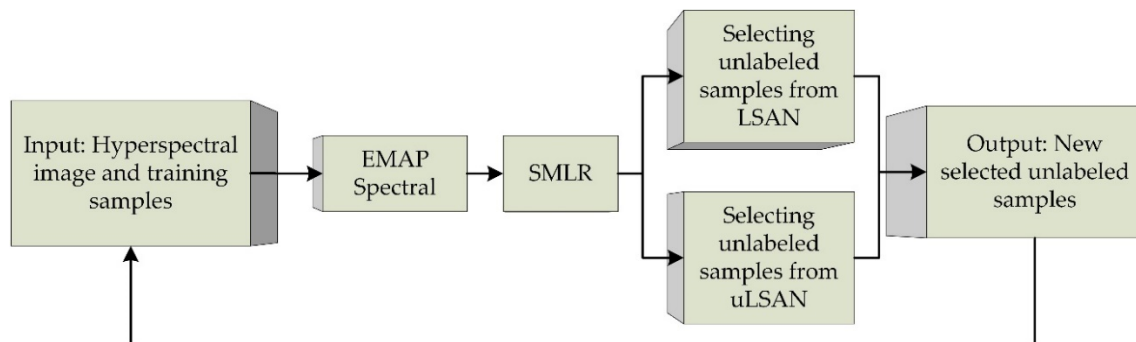 Input: Hyperspectral
image and training
samples
EMAP
Spectral
SMLR
Selecting
unlabeled
samples from
LSAN
Selecting
unlabeled
samples from
uLSAN
Output: New
selected unlabeled
samples